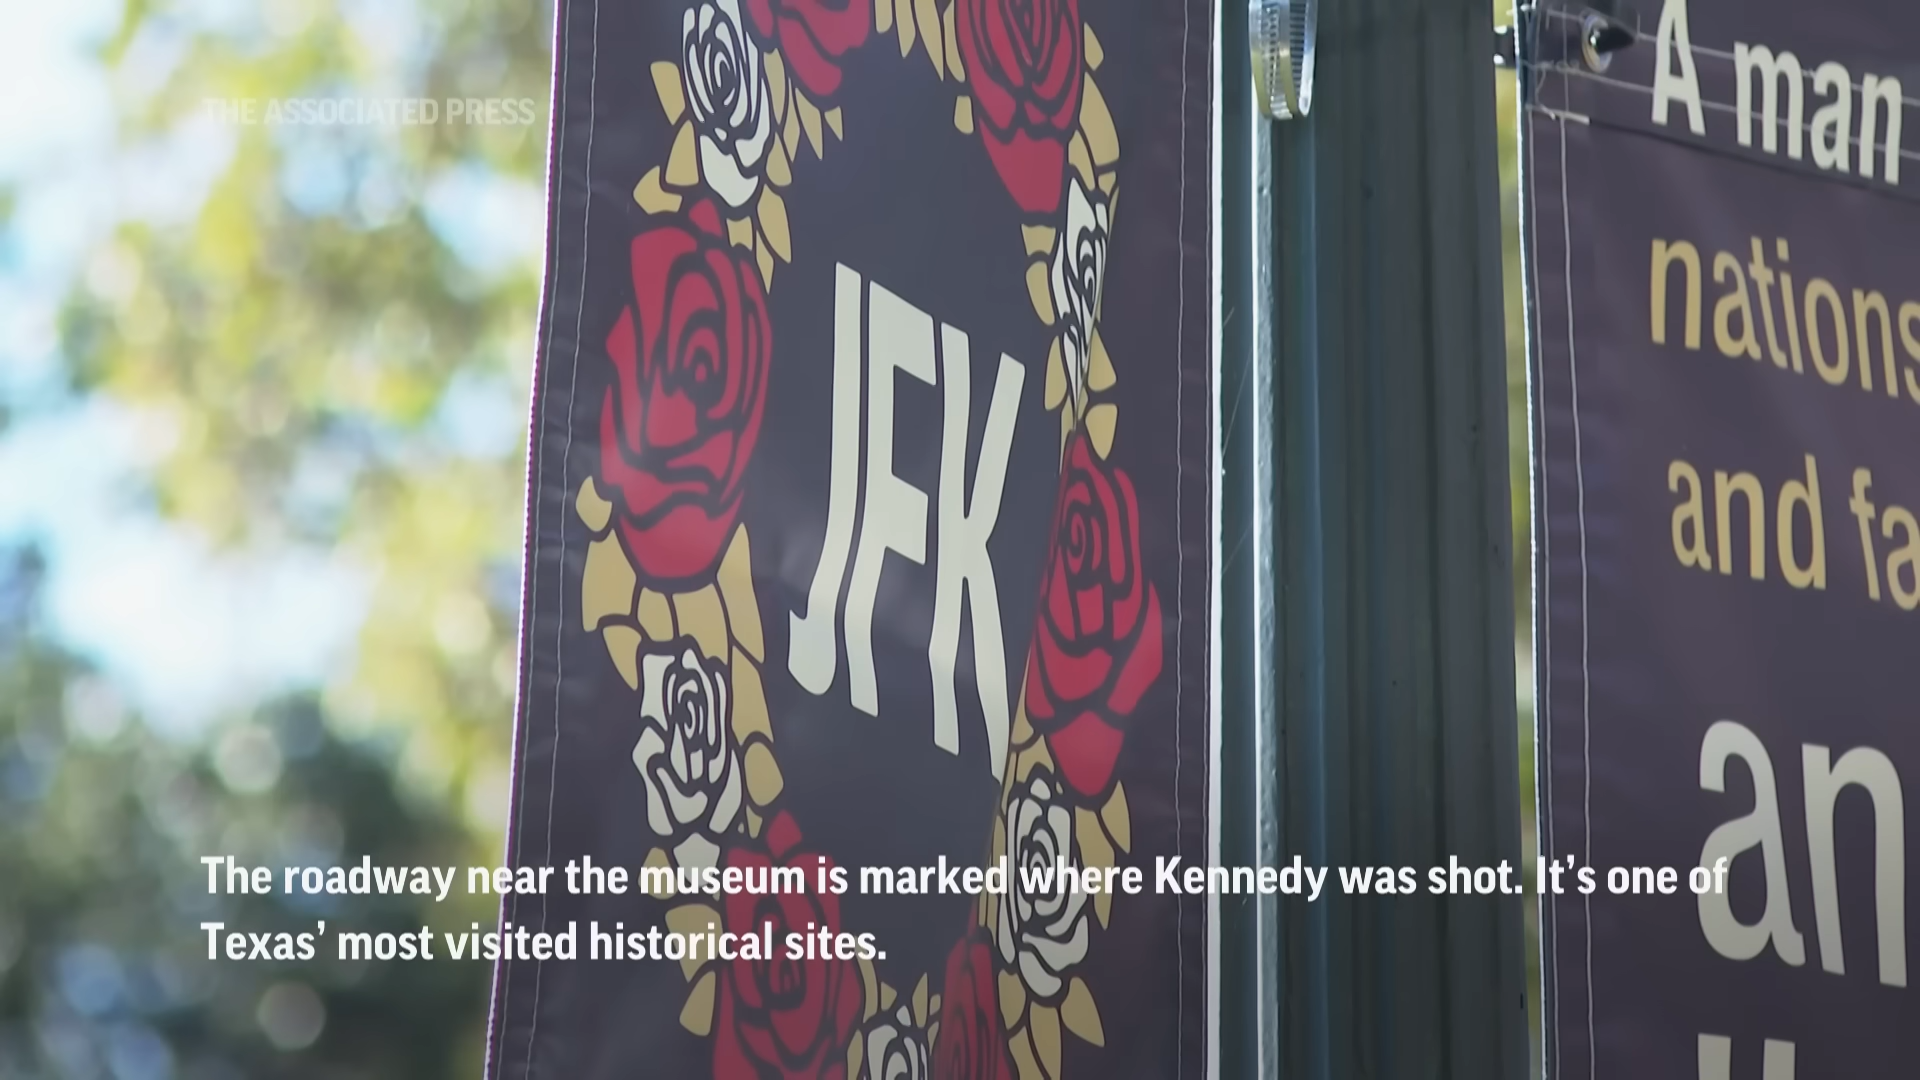 THE ASSOCIATED PRESS
JFK
A man
nations
and
an
The roadway near the museum is marked where Kennedy was shot. It's one of
Texas' most visited historical sites.